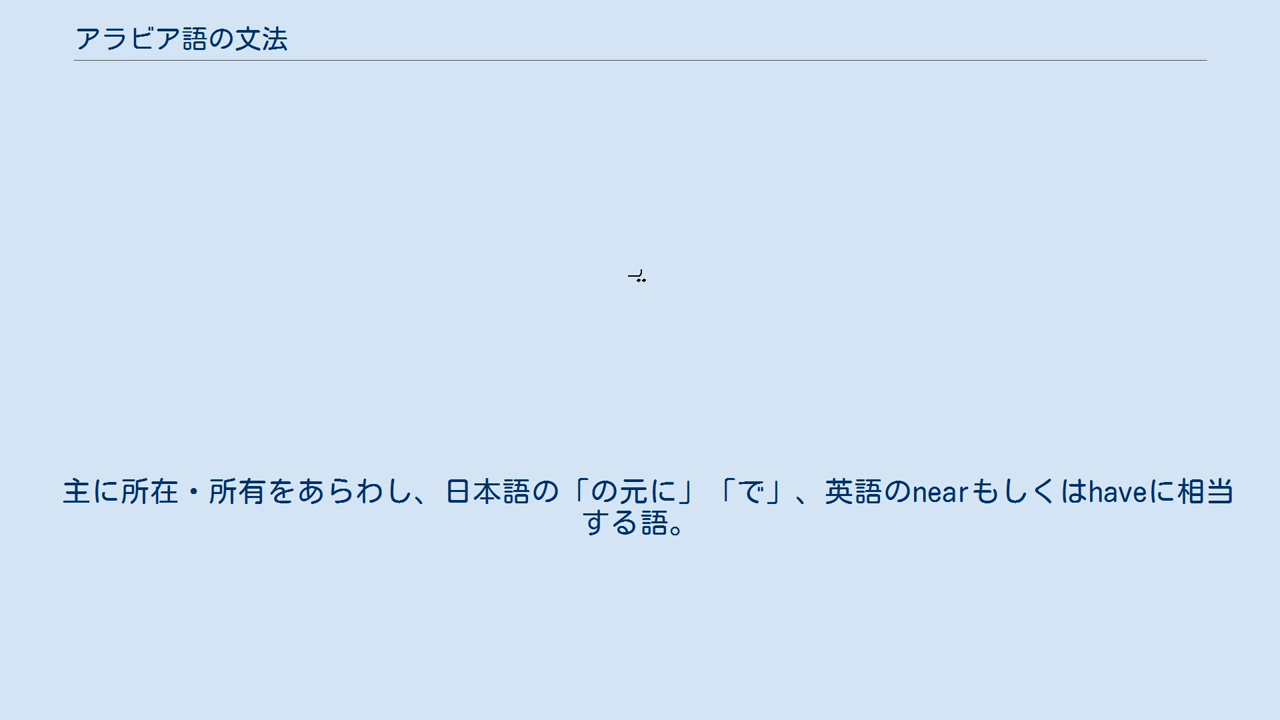 アラビア語の文法
主に所在・所有をあらわし、日本語の「の元に」「で」、英語のnearもしくはhaveに相当
する語。